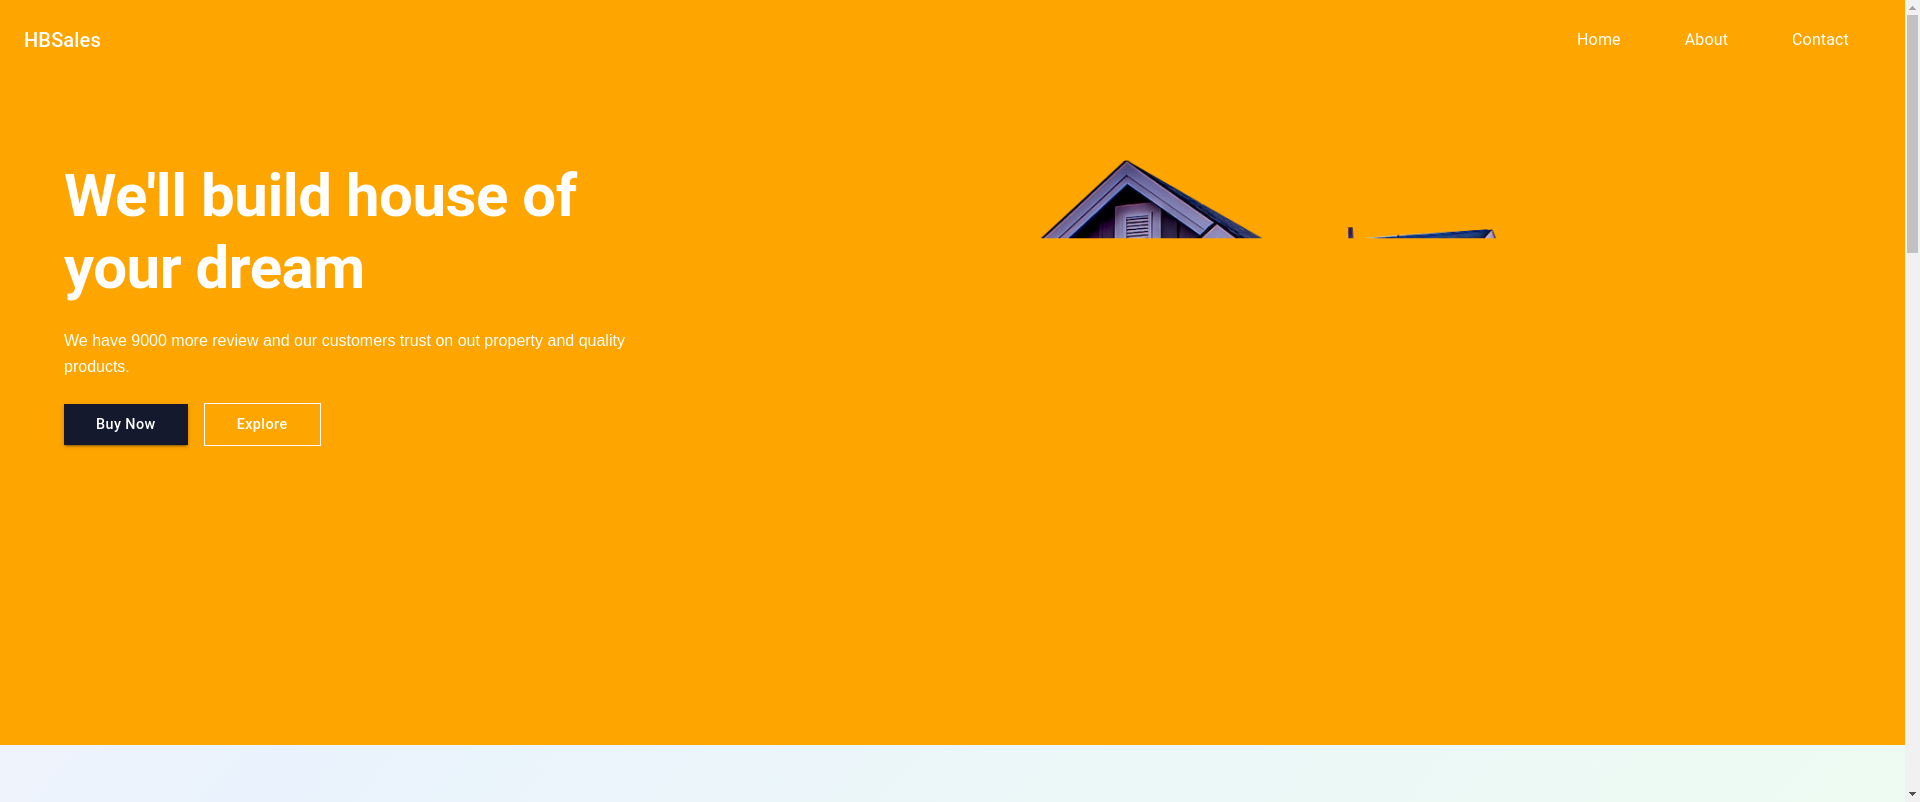 HBSales
Home
About
Contact
We'll build house of
your dream
We have 9000 more review and our customers trust on out property and quality
products.
Buy Now
Explore